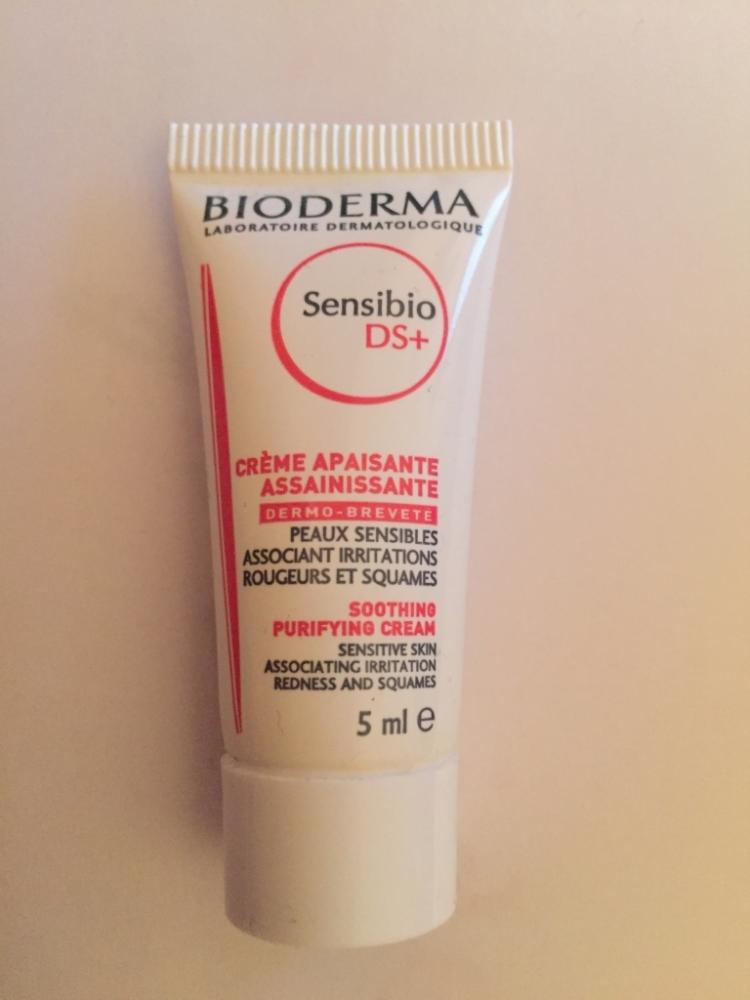 BIODERMA
LABORATOIRE DERMATOLOGIQUE
Sensibio
DS+
CRÈME APAISANTE
ASSAINISSANTE
DERMO-BREVETE
PEAUX SENSIBLES
ASSOCIANT IRRITATIONS
ROUGEURS ET SQUAMES
SOOTHING
PURIFYING CREAM
SENSITIVE SKIN
ASSOCIATING IRRITATION
REDNESS AND SQUAMES
5 ml ℮